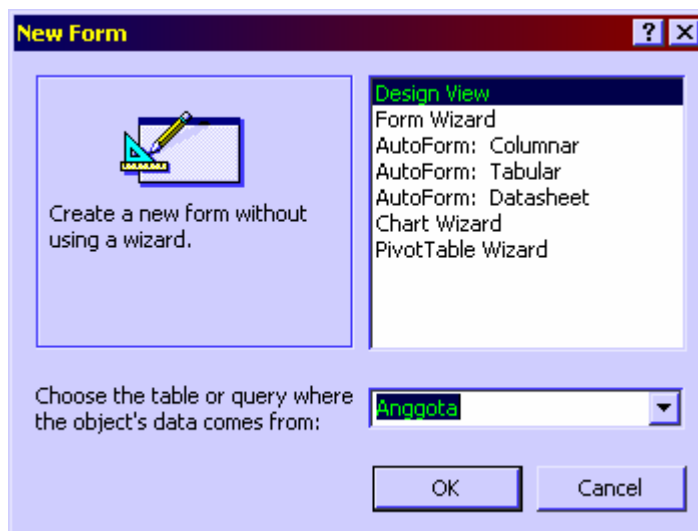 New Form
Design View
Form Wizard
AutoForm: Columnar
AutoForm: Tabular
AutoForm: Datasheet
Chart Wizard
PivotTable Wizard
Create a new form without
using a wizard.
Choose the table or query where
the object's data comes from:
Anggota
OK
Cancel